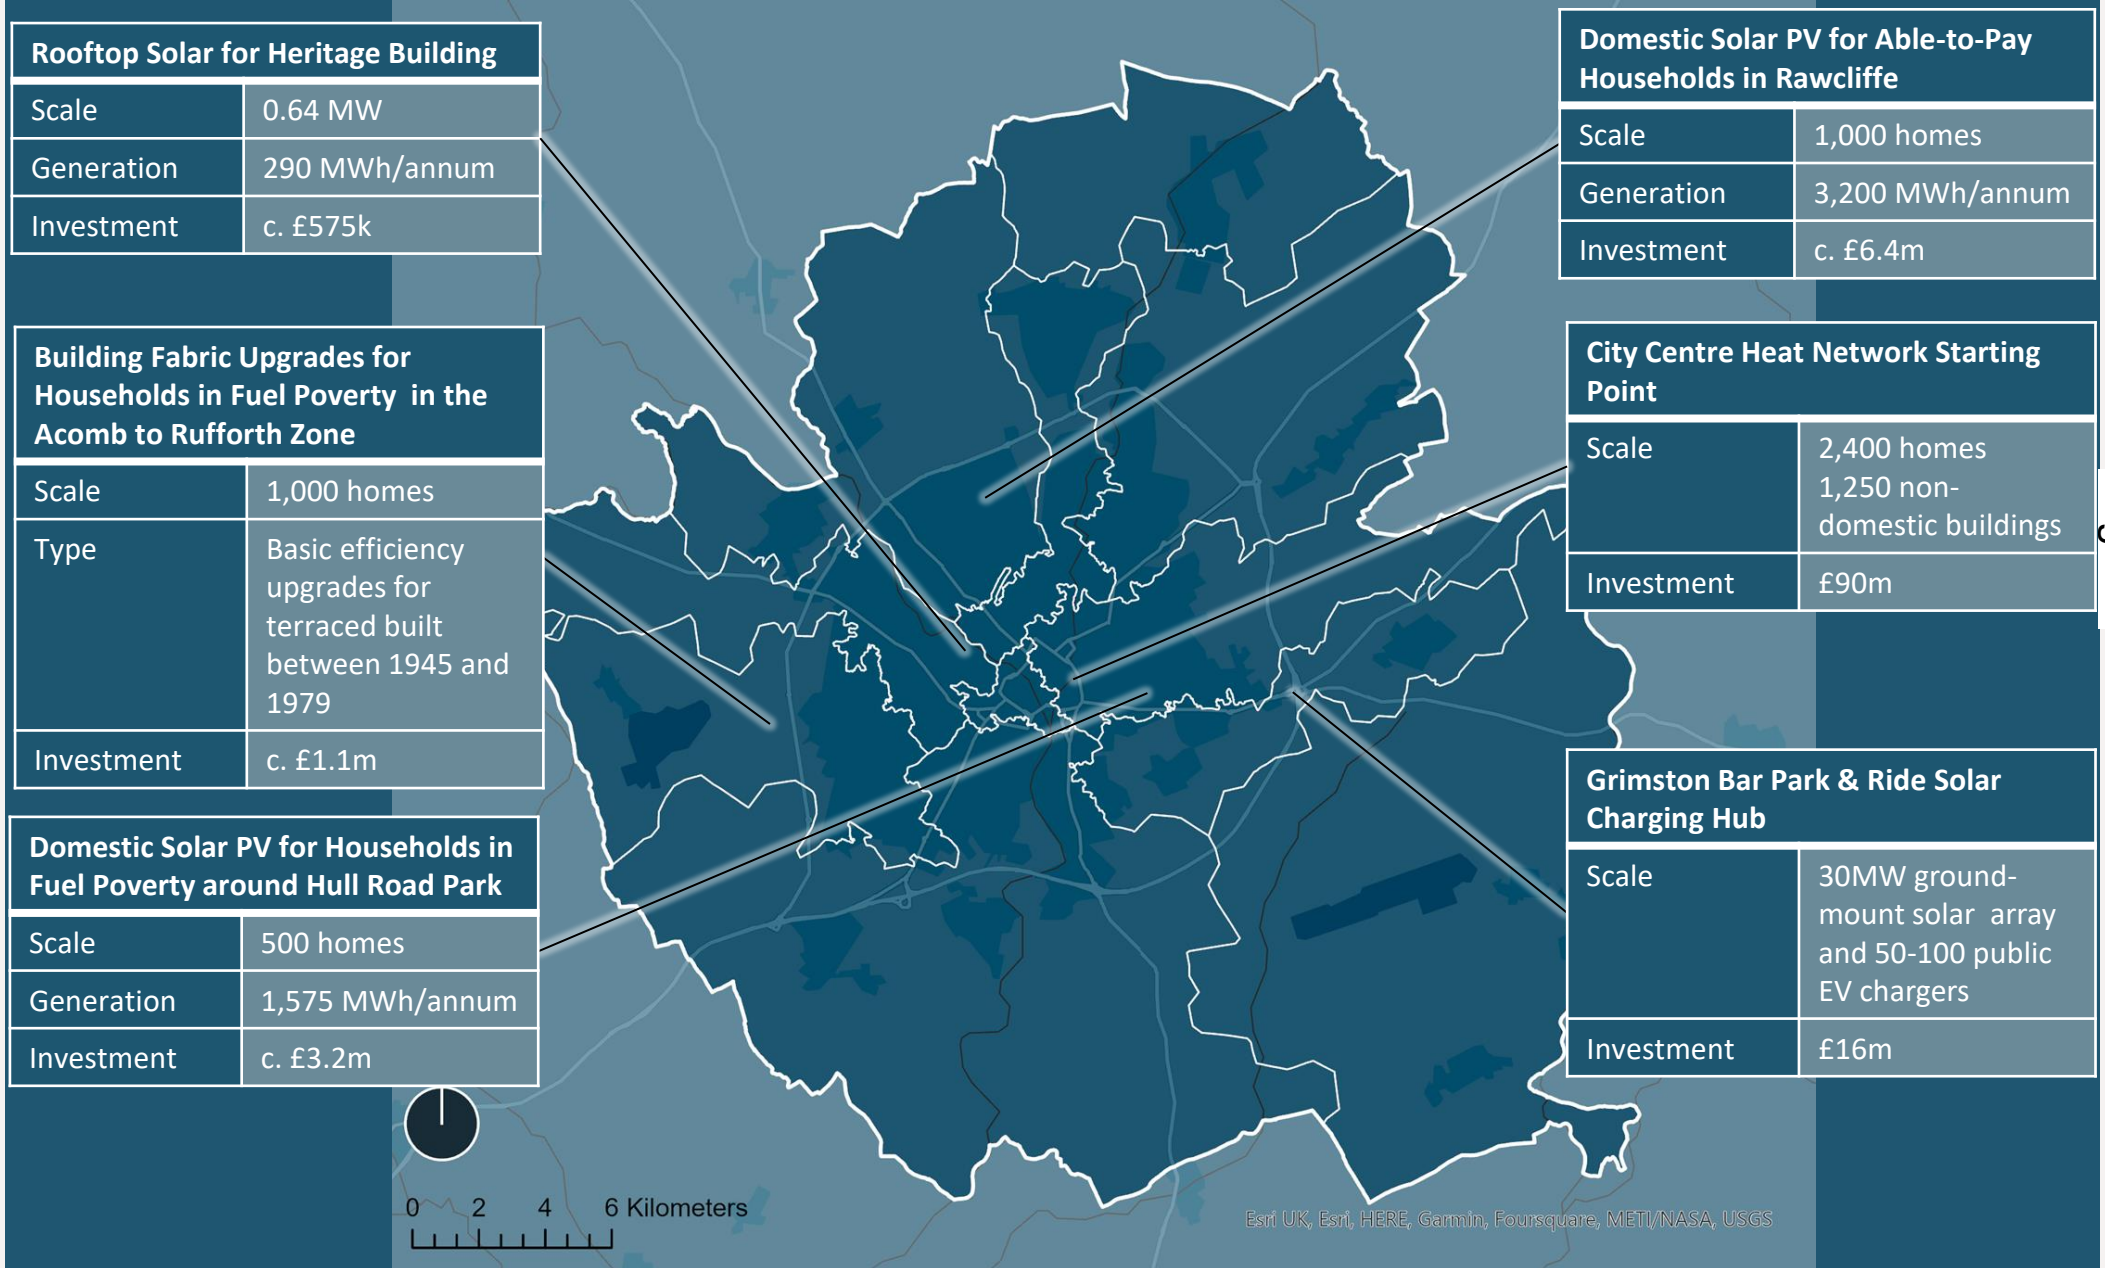 Rooftop Solar for Heritage Building
Scale 0.64 MW
Generation 290 MWh/annum
Investment c. £575k
Building Fabric Upgrades for
Households in Fuel Poverty in the
Acomb to Rufforth Zone
Scale 1,000 homes
Type Basic efficiency
upgrades for
terraced built
between 1945 and
1979
Investment c. £1.1m
Domestic Solar PV for Households in
Fuel Poverty around Hull Road Park
Scale 500 homes
Generation 1,575 MWh/annum
Investment c. £3.2m
Domestic Solar PV for Able-to-Pay
Households in Rawcliffe
Scale 1,000 homes
Generation 3,200 MWh/annum
Investment c. £6.4m
City Centre Heat Network Starting
Point
Scale 2,400 homes
1,250 non-
domestic buildings
Investment £90m
Grimston Bar Park & Ride Solar
Charging Hub
Scale 30MW ground-
mount solar array
and 50-100 public
EV chargers
Investment £16m
0 2 4 6 Kilometers
Esri UK, Esri, HERE, Garmin, Foursquare, METI/NASA, USGS